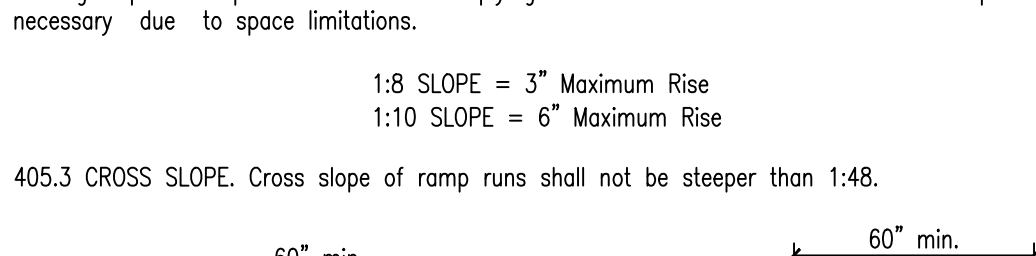 necessary due to space limitations.
1:8 SLOPE = 3” Maximum Rise
1:10 SLOPE = 6” Maximum Rise
405.3 CROSS SLOPE. Cross slope of ramp runs shall not be steeper than 1:48.
60” min.
60” min.